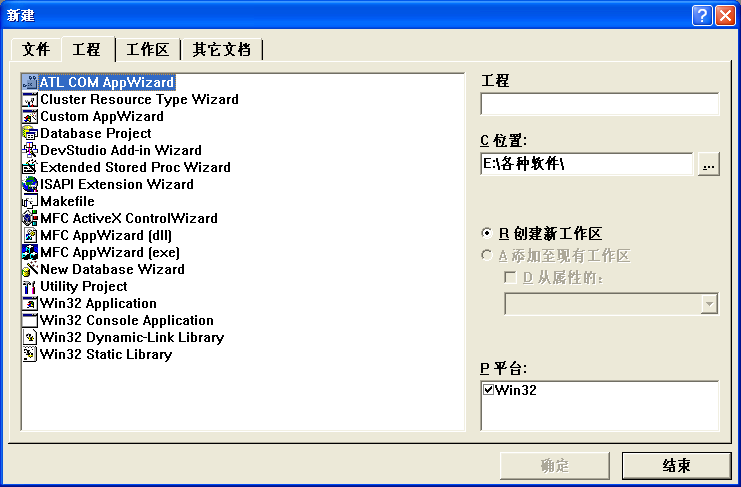 新建
文件 工程 工作区 其它文档
ATL COM AppWizard
Cluster Resource Type Wizard
Custom AppWizard
Database Project
DevStudio Add-in Wizard
Extended Stored Proc Wizard
ISAPI Extension Wizard
Makefile
MFC ActiveX ControlWizard
MFC AppWizard (dll)
MFC AppWizard (exe)
New Database Wizard
Utility Project
Win32 Application
Win32 Console Application
Win32 Dynamic-Link Library
Win32 Static Library
工程
C 位置:
E:\各种软件\
...
R 创建新工作区
A 添加至现有工作区
D 从属性的:
P 平台:
Win32
确定
结束